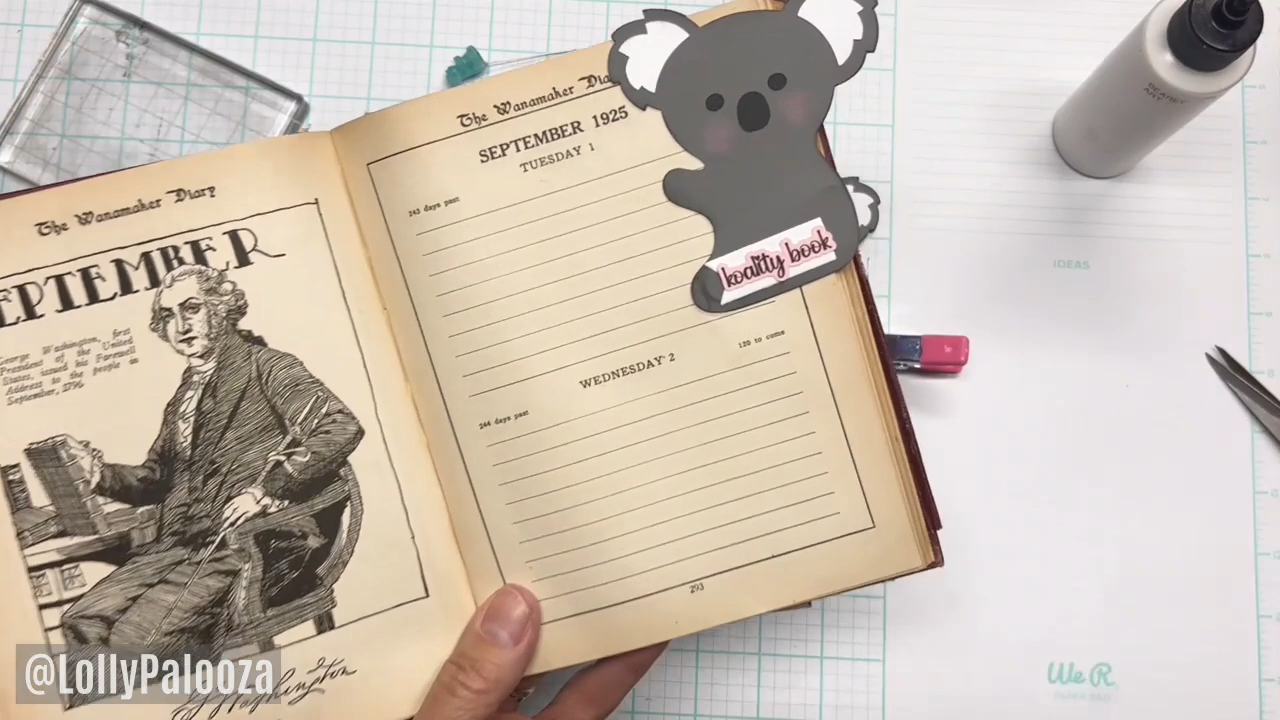 The Wanamaker Diary
SEPTEMBER
George Washington, first
President of the United
States, issued his Farewell
Address to the people in
September, 1796
G Washington
The Wanamaker
SEPTEMBER 1925
TUESDAY 1
243 days past
WEDNESDAY 2
120 to come
244 days past
293
koality book
IDEAS
We R
@LollyPalooza